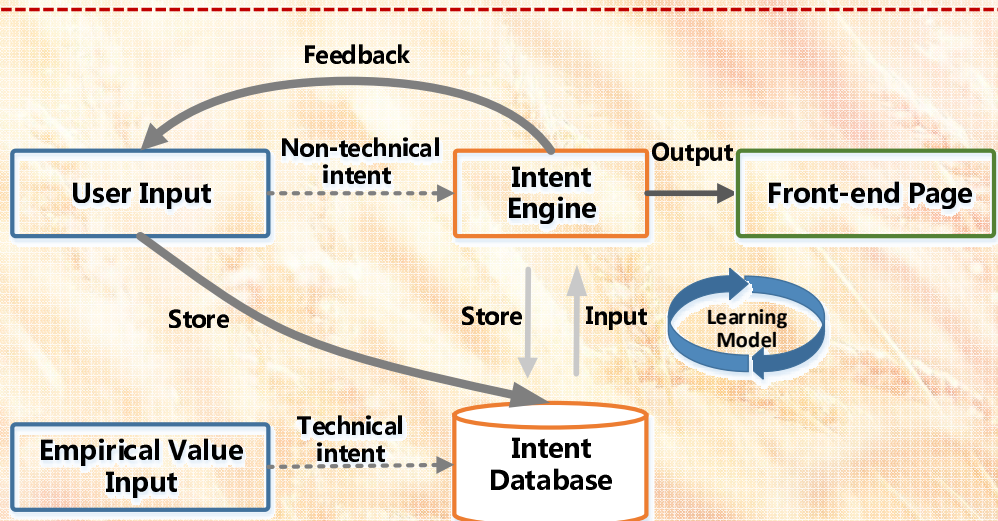 Feedback
Non-technical
intent
Output
User Input
Intent
Engine
Front-end Page
Store
Store
Input
Learning
Model
Technical
intent
Empirical Value
Input
Intent
Database